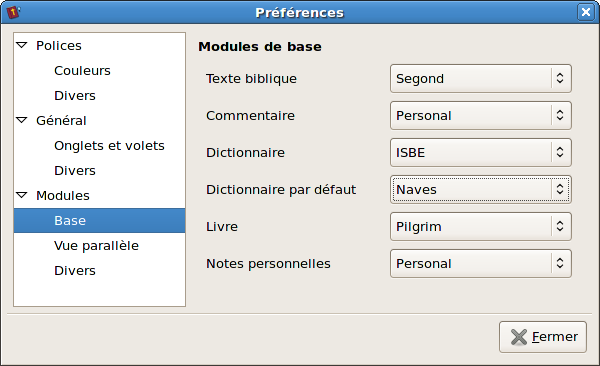 Préférences
Polices
Couleurs
Divers
Général
Onglets et volets
Divers
Modules
Base
Vue parallèle
Divers
Modules de base
Texte biblique Segond
Commentaire Personal
Dictionnaire ISBE
Dictionnaire par défaut Naves
Livre Pilgrim
Notes personnelles Personal
Fermer